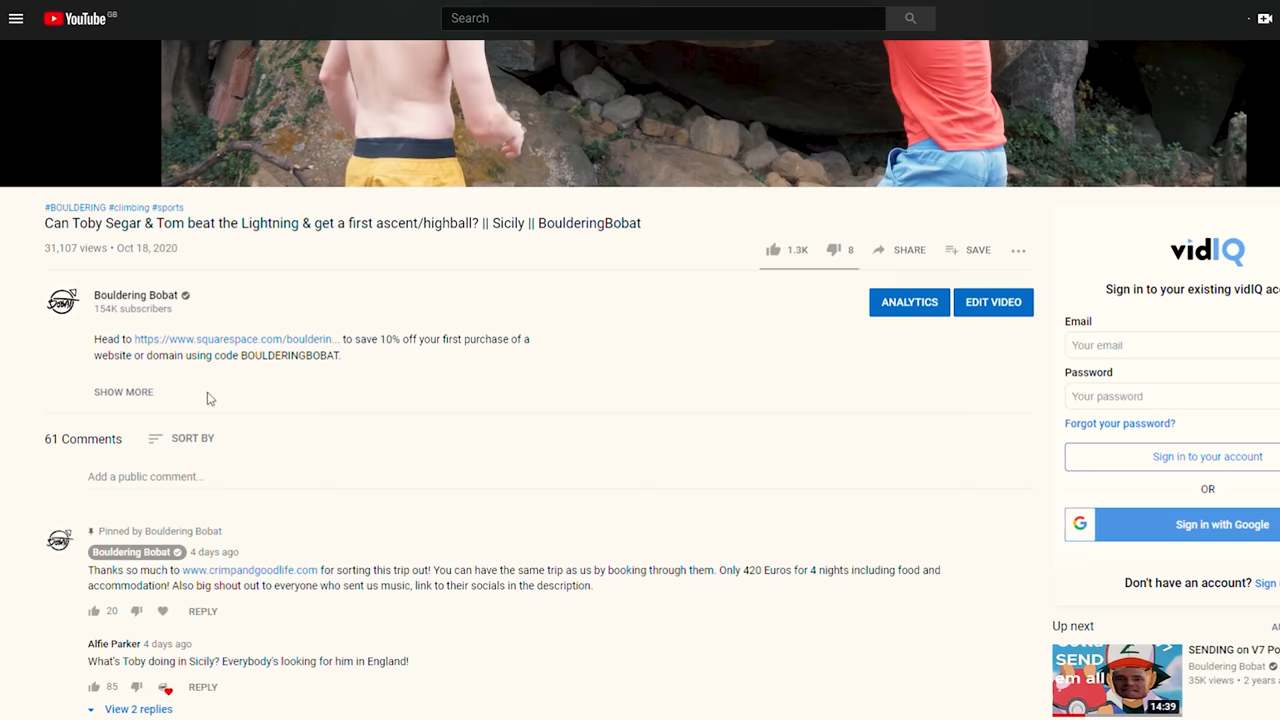 YouTube GB
Search
#BOULDERING #climbing #sports
Can Toby Segar & Tom beat the Lightning & get a first ascent/highball? || Sicily || BoulderingBobat
31,107 views • Oct 18, 2020
1.3K 8 SHARE SAVE
Bouldering Bobat
154K subscribers
ANALYTICS EDIT VIDEO
Head to https://www.squarespace.com/boulderin... to save 10% off your first purchase of a
website or domain using code BOULDERINGBOBAT.
SHOW MORE
61 Comments SORT BY
Add a public comment...
Pinned by Bouldering Bobat
Bouldering Bobat 4 days ago
Thanks so much to www.crimpandgoodlife.com for sorting this trip out! You can have the same trip as us by booking through them. Only 420 Euros for 4 nights including food and
accommodation! Also big shout out to everyone who sent us music, link to their socials in the description.
20 REPLY
Alfie Parker 4 days ago
What's Toby doing in Sicily? Everybody's looking for him in England!
85 REPLY
View 2 replies
vidIQ
Sign in to your existing vidIQ acc
Email
Your email
Password
Your password
Forgot your password?
Sign in to your account
OR
G Sign in with Google
Don't have an account? Sign
Up next
SEND
em all
14:39
SENDING on V7 Po
Bouldering Bobat
35K views • 2 years a